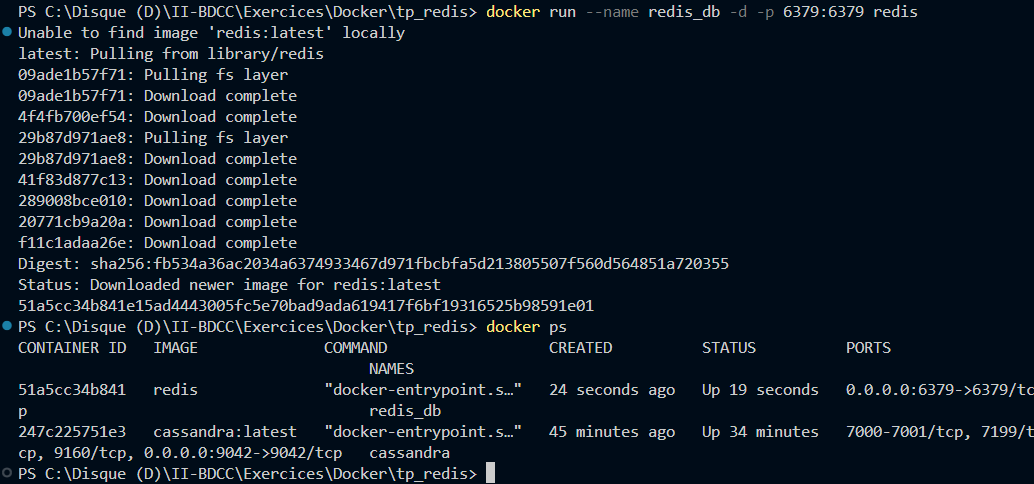 PS C:\Disque (D)\II-BDCC\Exercices\Docker\tp_redis> docker run --name redis_db -d -p 6379:6379 redis
Unable to find image 'redis:latest' locally
latest: Pulling from library/redis
09ade1b57f71: Pulling fs layer
09ade1b57f71: Download complete
4f4fb700ef54: Download complete
29b87d971ae8: Pulling fs layer
29b87d971ae8: Download complete
41f83d877c13: Download complete
289008bce010: Download complete
20771cb9a20a: Download complete
f11c1adaa26e: Download complete
Digest: sha256:fb534a36ac2034a6374933467d971fbcbfa5d213805507f560d564851a720355
Status: Downloaded newer image for redis:latest
51a5cc34b841e15ad4443005fc5e70bad9ada619417f6bf19316525b98591e01
PS C:\Disque (D)\II-BDCC\Exercices\Docker\tp_redis> docker ps
CONTAINER ID   IMAGE              COMMAND                  CREATED          STATUS          PORTS
NAMES
51a5cc34b841   redis              "docker-entrypoint.s…"   24 seconds ago   Up 19 seconds   0.0.0.0:6379->6379/tc
p                        redis_db
247c225751e3   cassandra:latest   "docker-entrypoint.s…"   45 minutes ago   Up 34 minutes   7000-7001/tcp, 7199/t
cp, 9160/tcp, 0.0.0.0:9042->9042/tcp   cassandra
PS C:\Disque (D)\II-BDCC\Exercices\Docker\tp_redis>